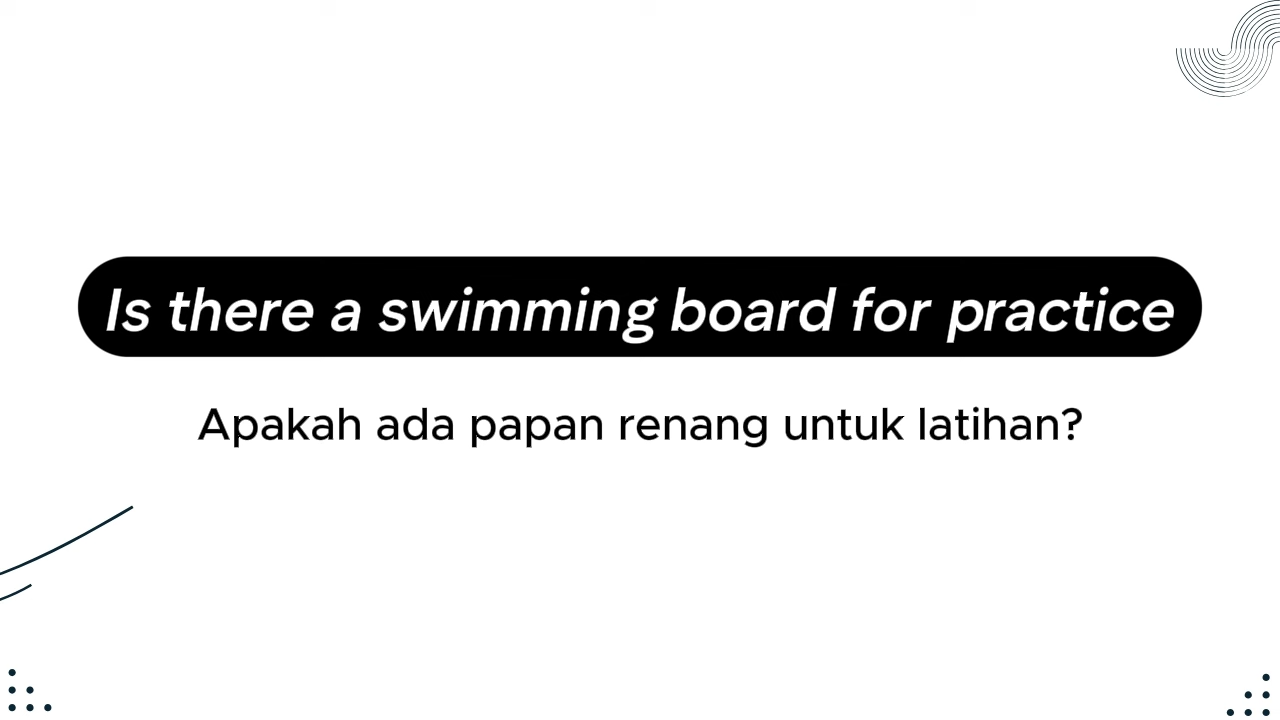 Is there a swimming board for practice
Apakah ada papan renang untuk latihan?